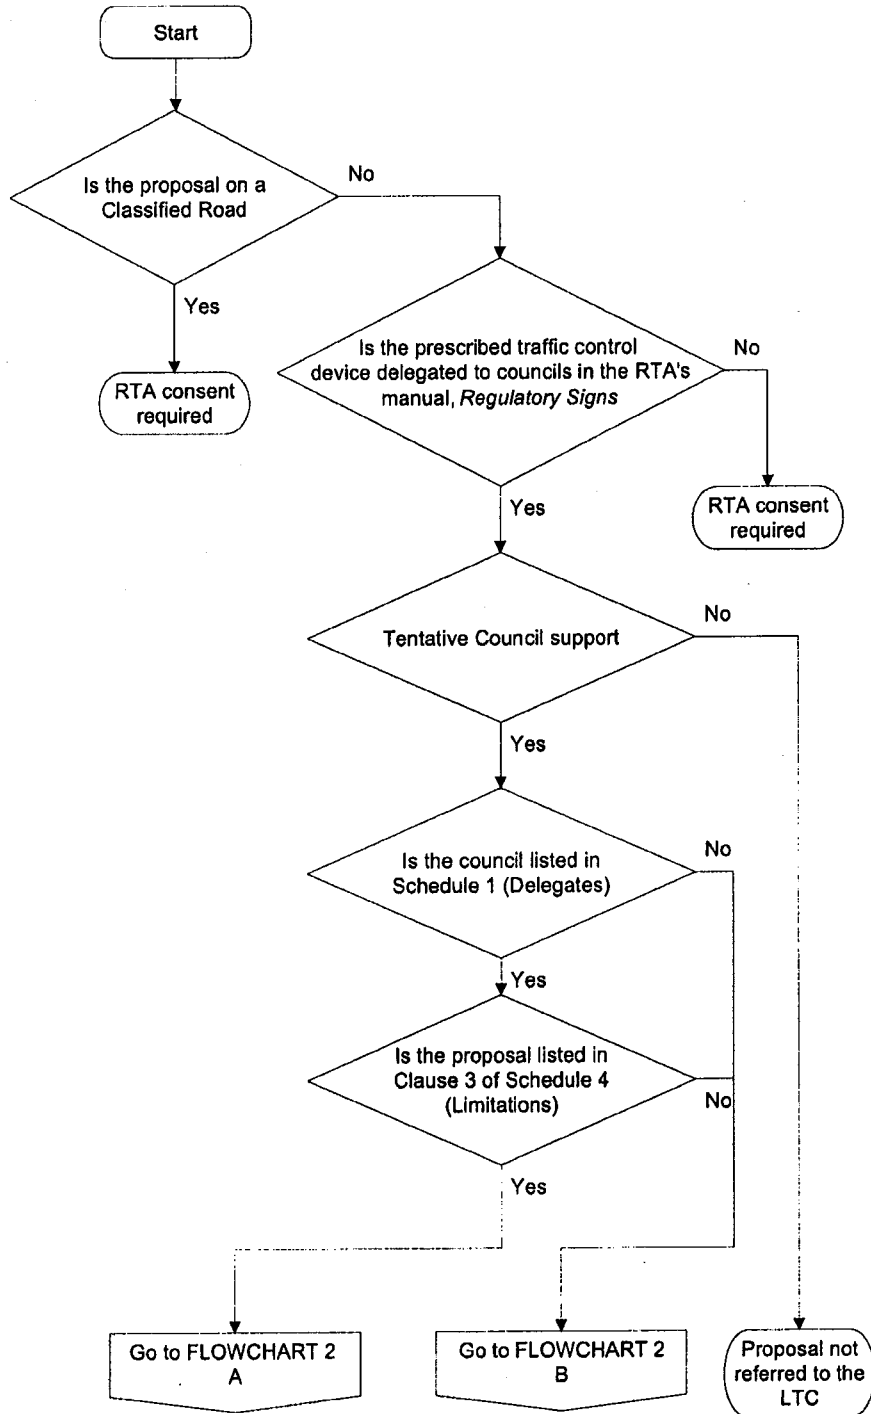 Start
Is the proposal on a
Classified Road
No
Yes
RTA consent
required
Is the prescribed traffic control
device delegated to councils in the RTA's
manual, Regulatory Signs
No
RTA consent
required
Yes
Tentative Council support
No
Yes
Is the council listed in
Schedule 1 (Delegates)
No
Yes
Is the proposal listed in
Clause 3 of Schedule 4
(Limitations)
No
Yes
Go to FLOWCHART 2
A
Go to FLOWCHART 2
B
Proposal not
referred to the
LTC